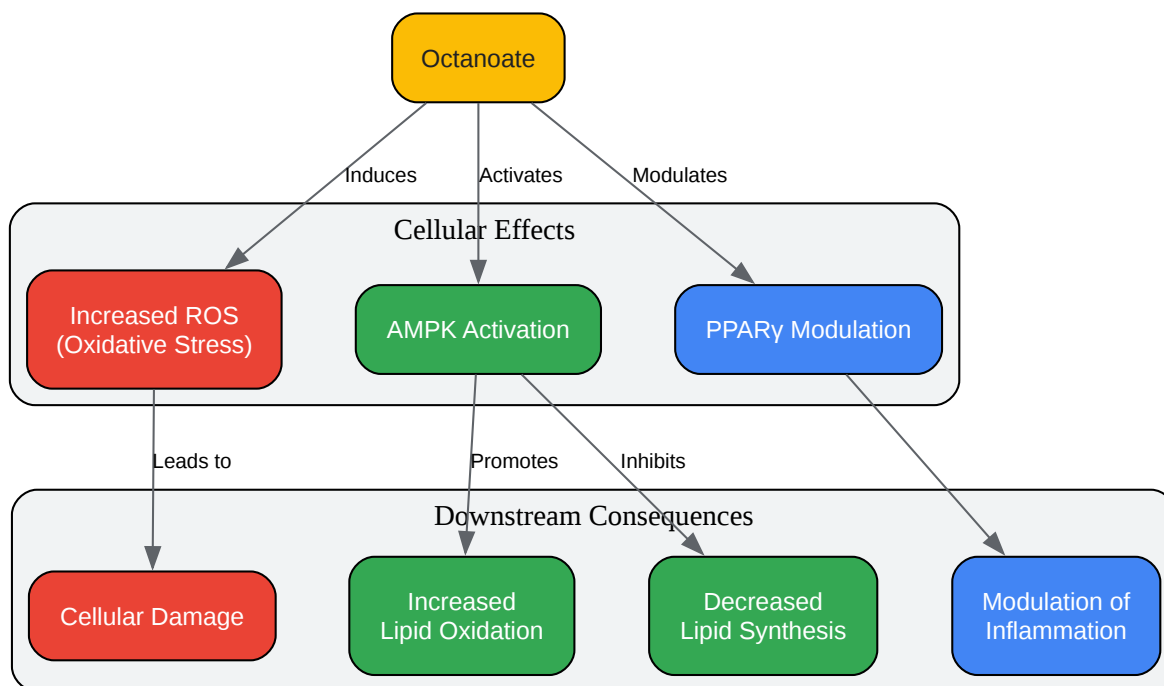 Octanoate
Induces
Activates
Modulates
Cellular Effects
Increased ROS
(Oxidative Stress)
AMPK Activation
PPARγ Modulation
Leads to
Promotes
Inhibits
Downstream Consequences
Cellular Damage
Increased
Lipid Oxidation
Decreased
Lipid Synthesis
Modulation of
Inflammation